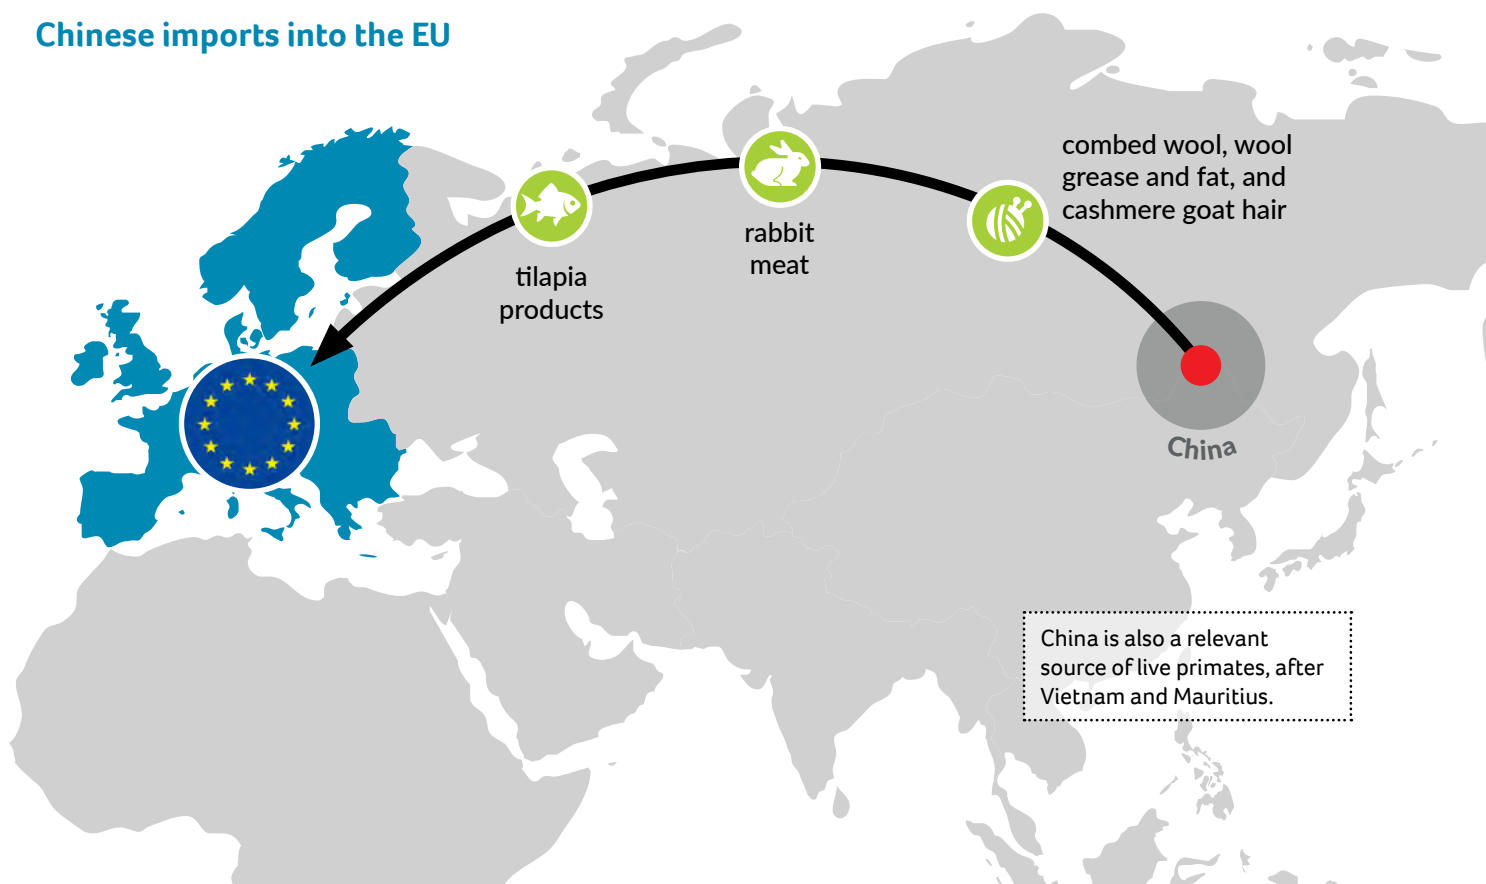 Chinese imports into the EU
combed wool, wool
grease and fat, and
cashmere goat hair
rabbit
meat
tilapia
products
China
China is also a relevant
source of live primates, after
Vietnam and Mauritius.